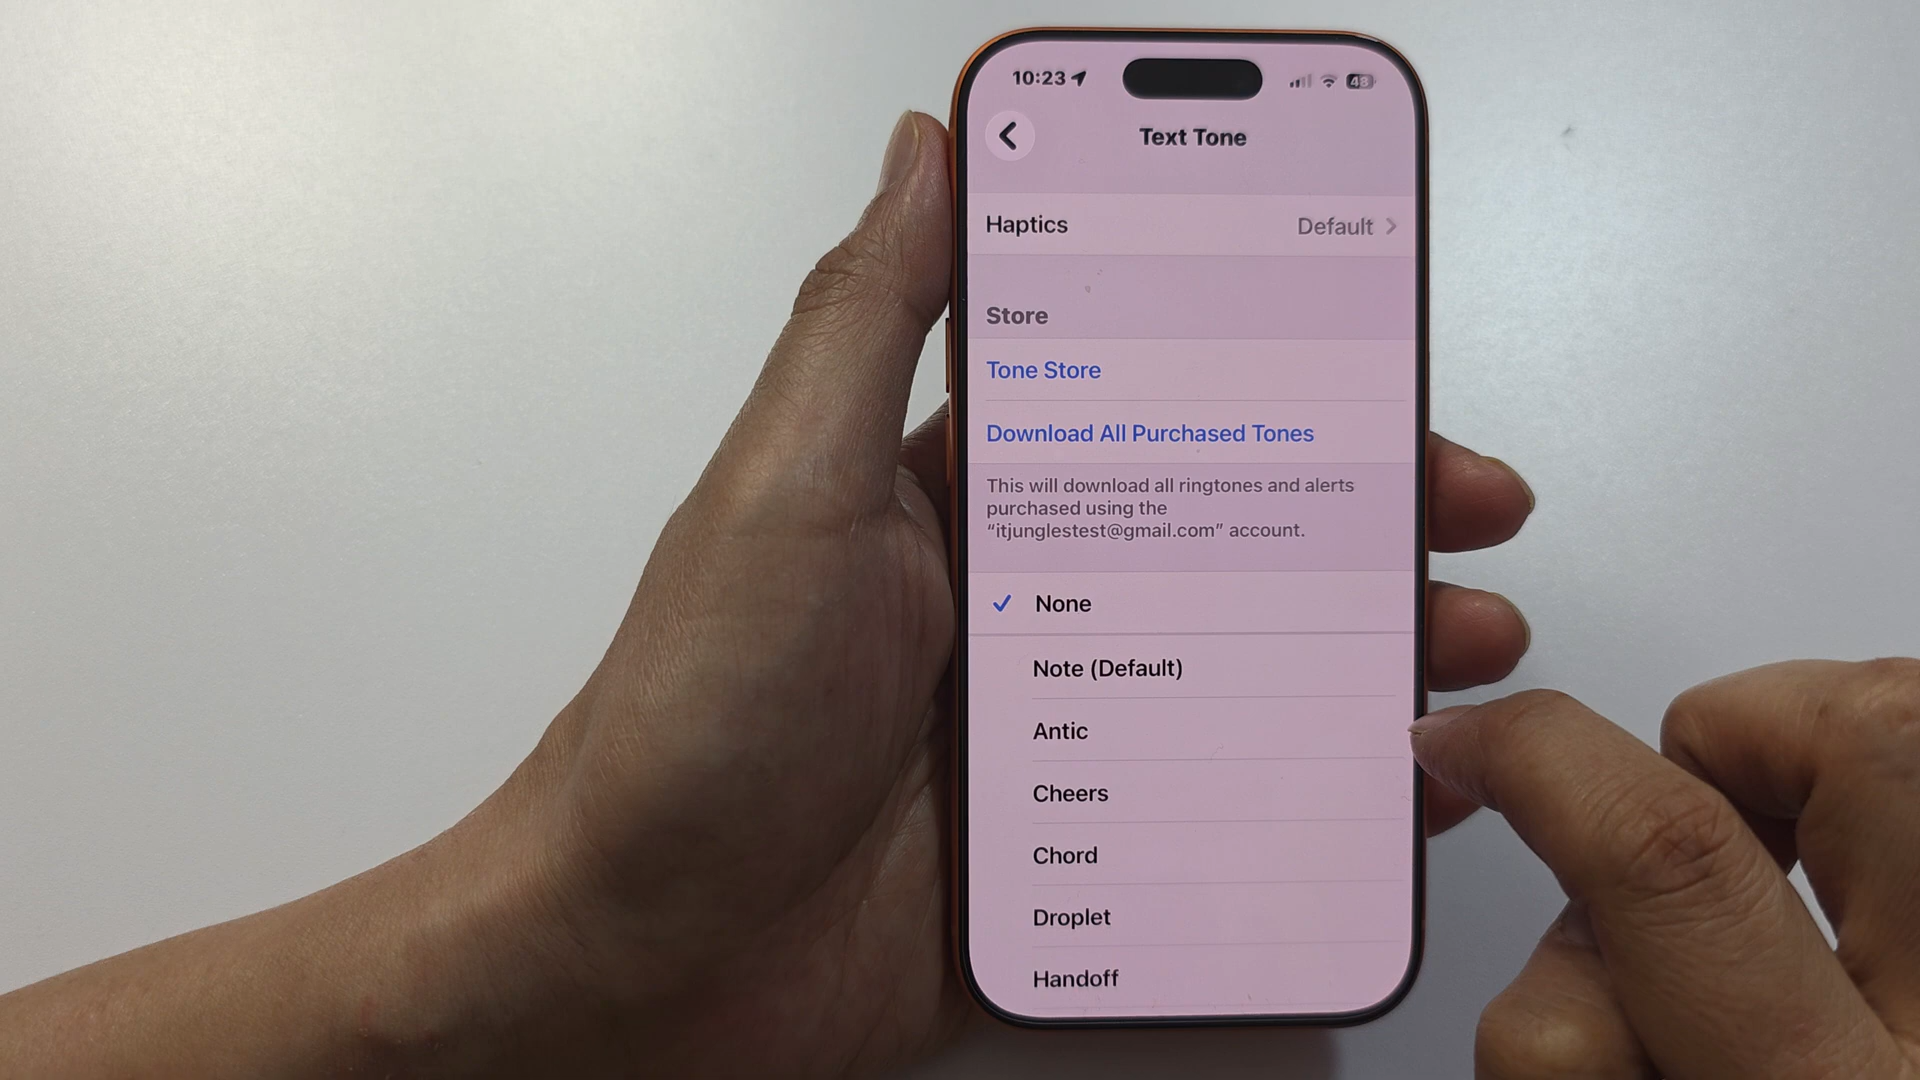 10:23
48
Text Tone
Haptics
Default
Store
Tone Store
Download All Purchased Tones
This will download all ringtones and alerts
purchased using the
“itjunglestest@gmail.com” account.
None
Note (Default)
Antic
Cheers
Chord
Droplet
Handoff